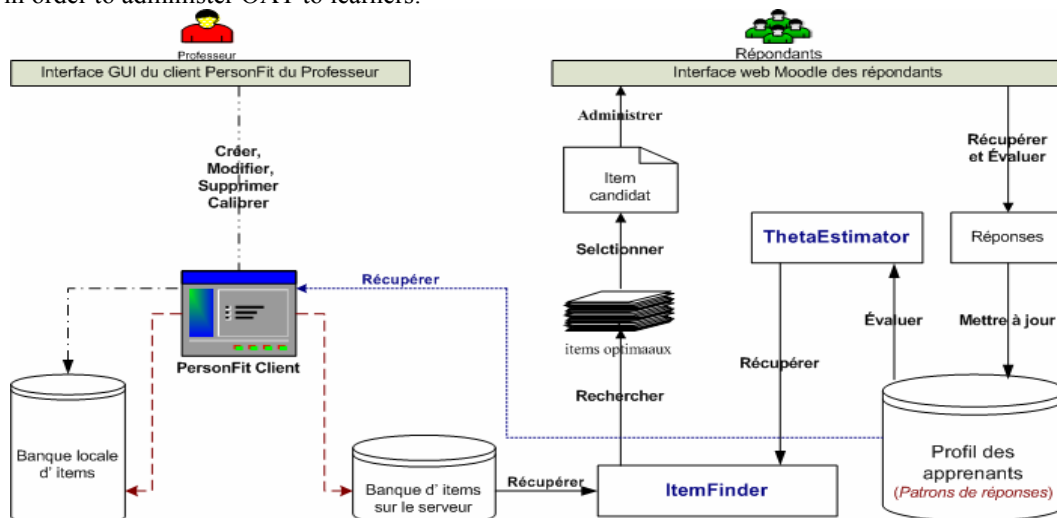 in order to administer CAT to learners.
Professeur
Interface GUI du client PersonFit du Professeur
Répondants
Interface web Moodle des répondants
Créer,
Modifier,
Supprimer
Calibrer
Administrer
Item
candidat
Selctionner
items optimaaux
Rechercher
Récupérer
et Évaluer
Réponses
Mettre à jour
ThetaEstimator
Évaluer
Récupérer
Récupérer
PersonFit Client
Banque locale
d' items
Banque d' items
sur le serveur
Récupérer
ItemFinder
Profil des
apprenants
(Patrons de réponses)